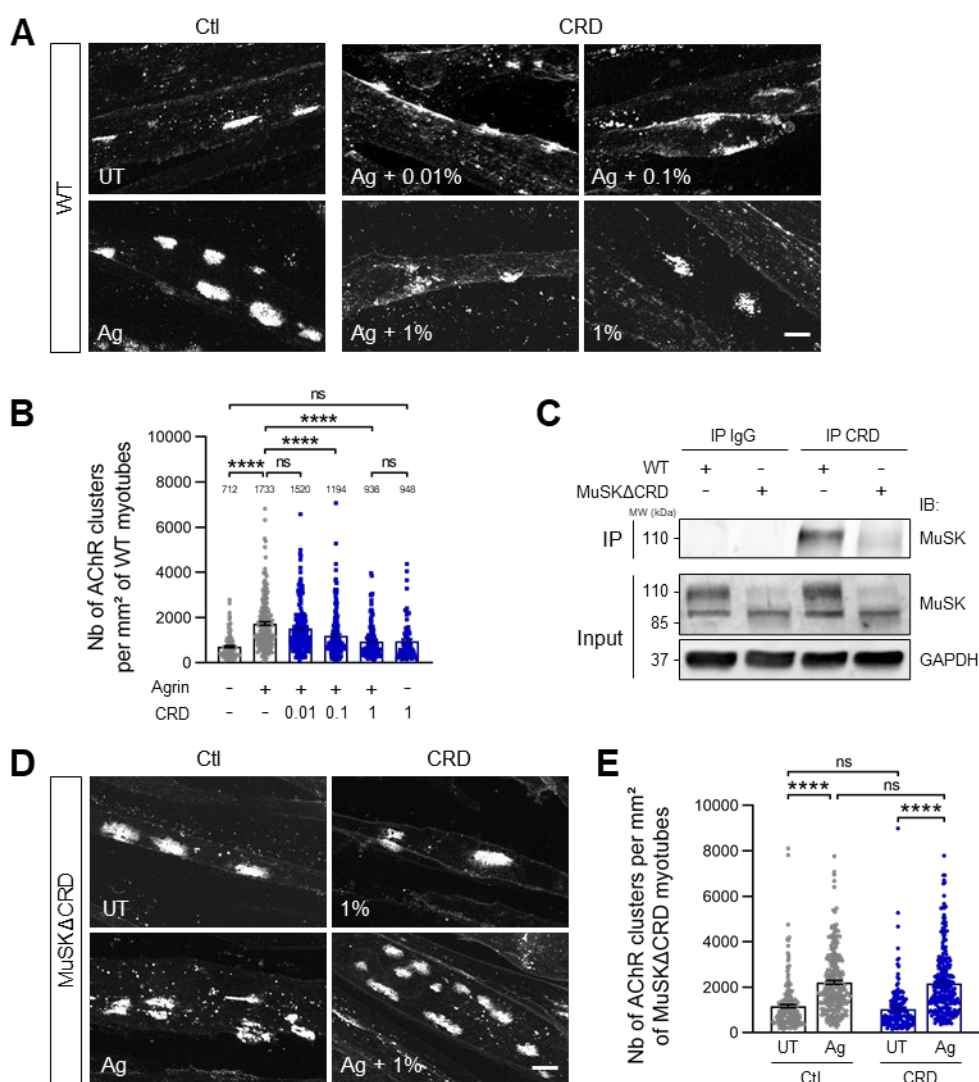 A
Ctl
CRD
WT
UT
Ag + 0.01%
Ag + 0.1%
Ag
Ag + 1%
1%
B
ns
****
****
**** ns ns
10000
712 1733 1520 1194 936 948
8000
6000
4000
2000
0
Nb of AChR clusters
per mm² of WT myotubes
Agrin - + + + + -
CRD - - 0.01 0.1 1 1
C
IP IgG IP CRD
WT + - + -
MuSKΔCRD - + - +
MW (kDa)
IB:
IP 110 MuSK
Input
110
85
MuSK
37 GAPDH
D
Ctl
CRD
MuSKΔCRD
UT
1%
Ag
Ag + 1%
E
ns
**** ns
****
10000
8000
6000
4000
2000
0
Nb of AChR clusters per mm²
of MuSKΔCRD myotubes
UT Ag UT Ag
Ctl CRD